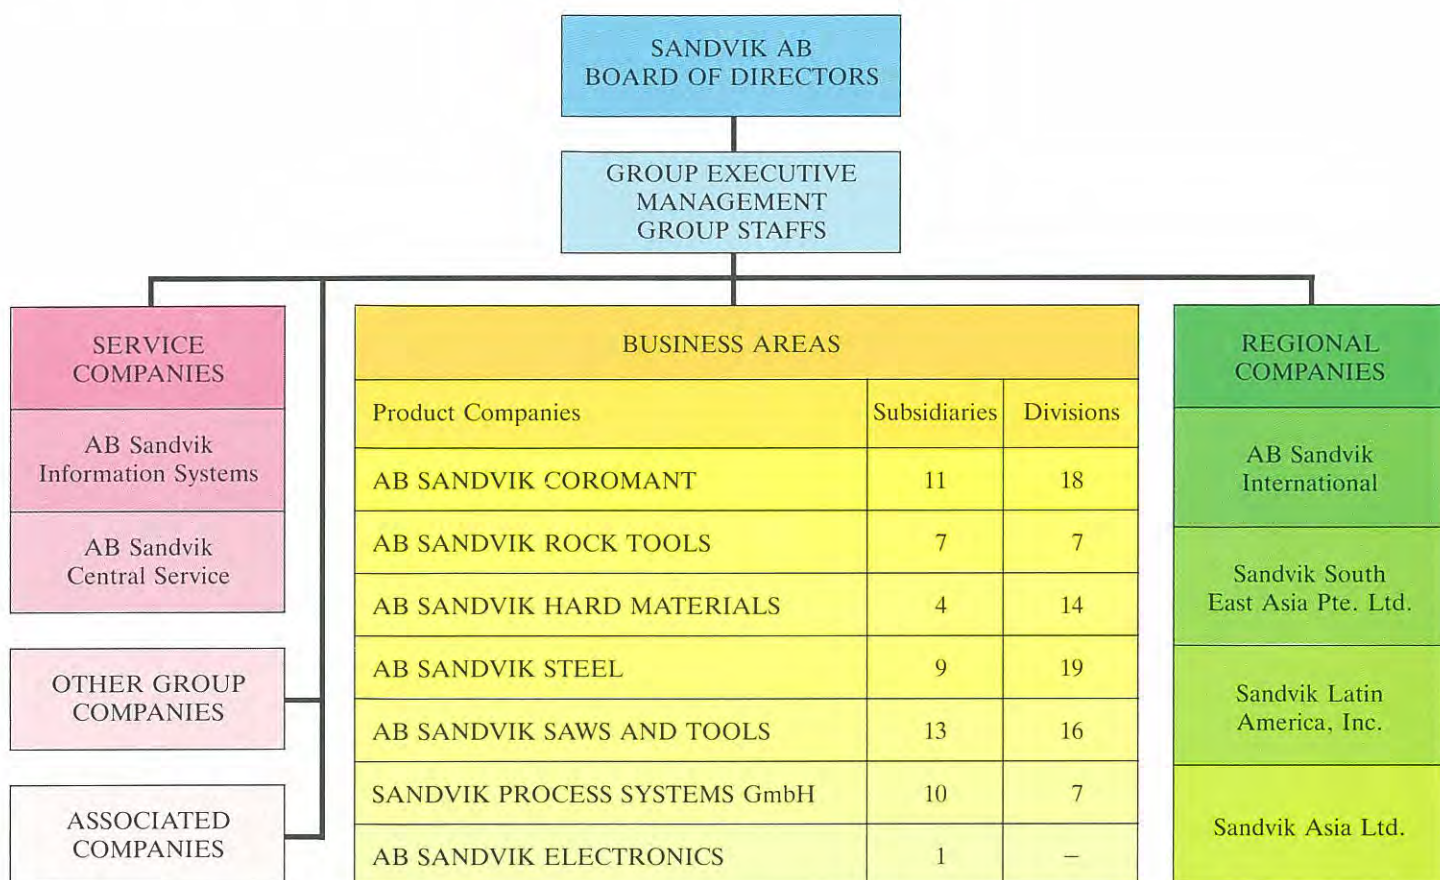 SANDVIK AB
BOARD OF DIRECTORS
GROUP EXECUTIVE
MANAGEMENT
GROUP STAFFS
SERVICE
COMPANIES
AB Sandvik
Information Systems
AB Sandvik
Central Service
OTHER GROUP
COMPANIES
ASSOCIATED
COMPANIES
BUSINESS AREAS
Product Companies Subsidiaries Divisions
AB SANDVIK COROMANT 11 18
AB SANDVIK ROCK TOOLS 7 7
AB SANDVIK HARD MATERIALS 4 14
AB SANDVIK STEEL 9 19
AB SANDVIK SAWS AND TOOLS 13 16
SANDVIK PROCESS SYSTEMS GmbH 10 7
AB SANDVIK ELECTRONICS 1 –
REGIONAL
COMPANIES
AB Sandvik
International
Sandvik South
East Asia Pte. Ltd.
Sandvik Latin
America, Inc.
Sandvik Asia Ltd.